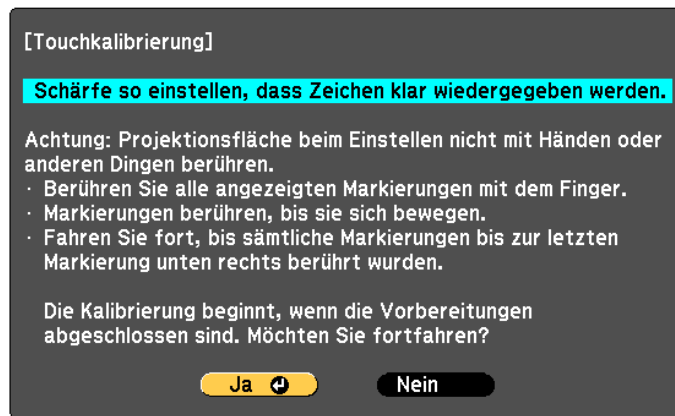 [Touchkalibrierung]
Schärfe so einstellen, dass Zeichen klar wiedergegeben werden.
Achtung: Projektionsfläche beim Einstellen nicht mit Händen oder
anderen Dingen berühren.
· Berühren Sie alle angezeigten Markierungen mit dem Finger.
· Markierungen berühren, bis sie sich bewegen.
· Fahren Sie fort, bis sämtliche Markierungen bis zur letzten
Markierung unten rechts berührt wurden.
Die Kalibrierung beginnt, wenn die Vorbereitungen
abgeschlossen sind. Möchten Sie fortfahren?
Ja Nein